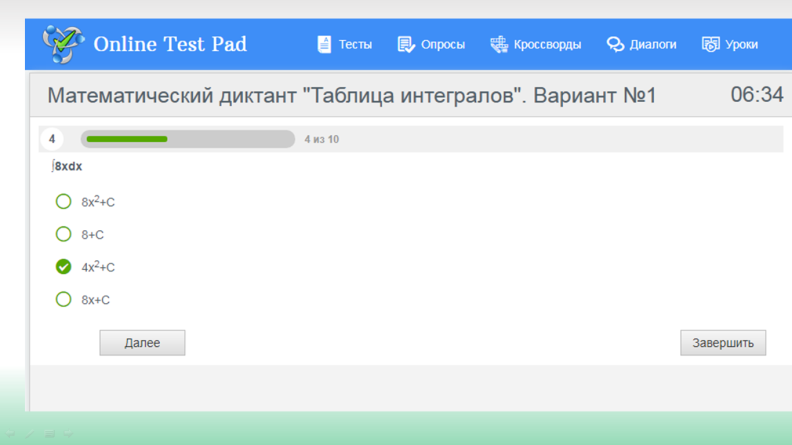 Online Test Pad
Тесты
Опросы
Кроссворды
Диалоги
Уроки
Математический диктант "Таблица интегралов". Вариант №1
06:34
4
4 из 10
∫8xdx
8x²+C
8+C
4x²+C
8x+C
Далее
Завершить